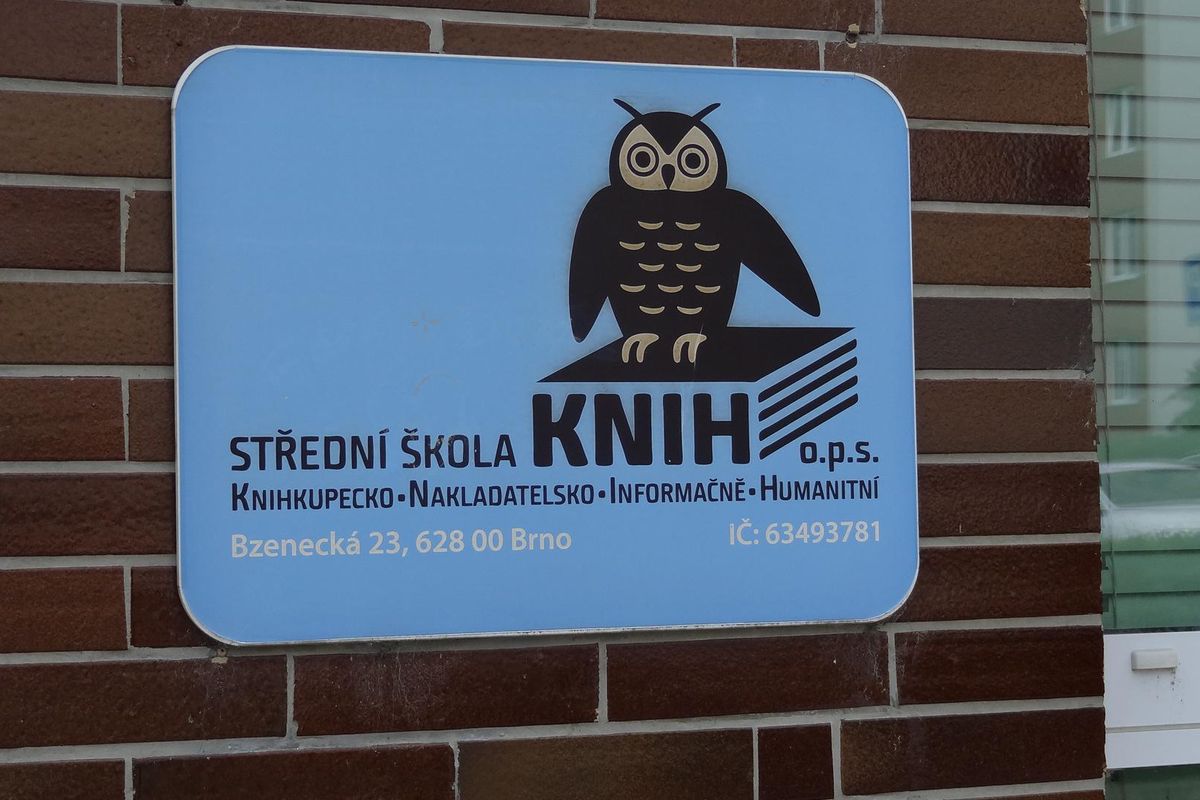 STŘEDNÍ ŠKOLA KNIH o.p.s.
KNIHKUPECKO•NAKLADATELSKO•INFORMAČNĚ•HUMANITNÍ
Bzenecká 23, 628 00 Brno IČ: 63493781